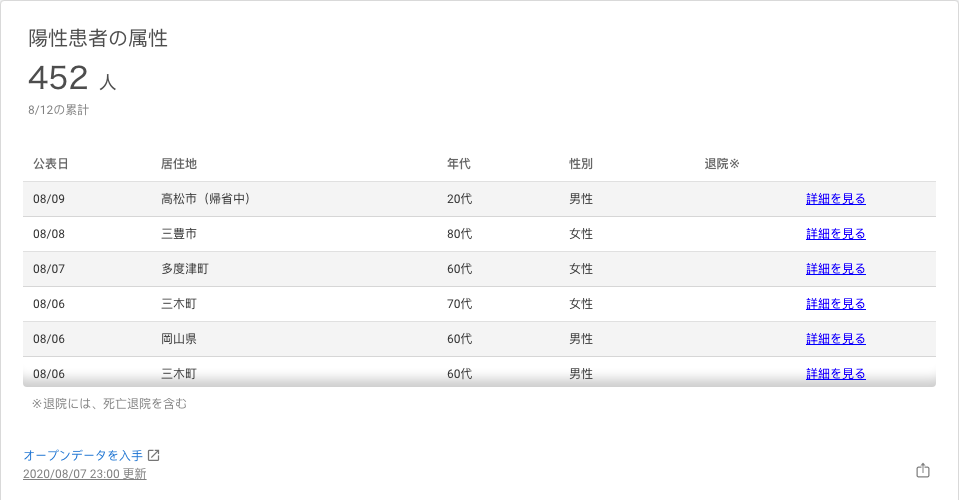 陽性患者の属性
452 人
8/12の累計
公表日 居住地 年代 性別 退院※
08/09 高松市（帰省中） 20代 男性 詳細を見る
08/08 三豊市 80代 女性 詳細を見る
08/07 多度津町 60代 女性 詳細を見る
08/06 三木町 70代 女性 詳細を見る
08/06 岡山県 60代 男性 詳細を見る
08/06 三木町 60代 男性 詳細を見る
※退院には、死亡退院を含む
オープンデータを入手
2020/08/07 23:00 更新